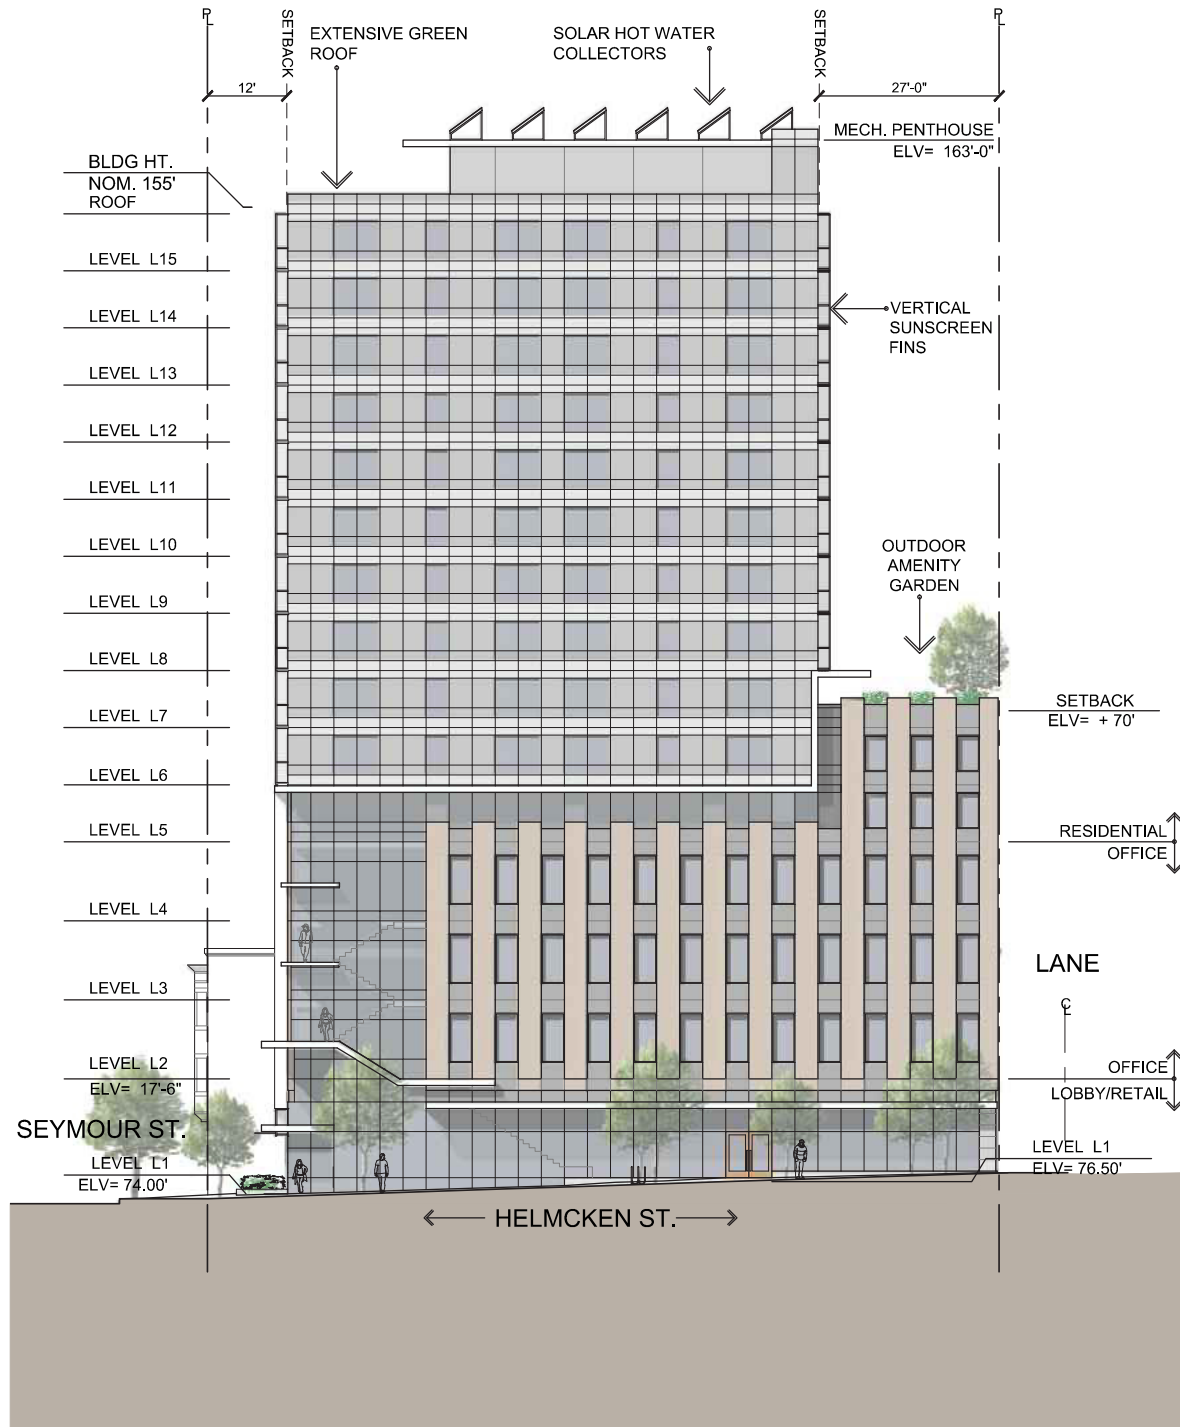 PL
SETBACK
EXTENSIVE GREEN
ROOF
SOLAR HOT WATER
COLLECTORS
SETBACK
PL
12'
27'-0"
MECH. PENTHOUSE
ELV= 163'-0"
BLDG HT.
NOM. 155'
ROOF
LEVEL L15
LEVEL L14
VERTICAL
SUNSCREEN
FINS
LEVEL L13
LEVEL L12
LEVEL L11
LEVEL L10
OUTDOOR
AMENITY
GARDEN
LEVEL L9
LEVEL L8
SETBACK
ELV= + 70'
LEVEL L7
LEVEL L6
LEVEL L5
RESIDENTIAL
OFFICE
LEVEL L4
LANE
LEVEL L3
CL
LEVEL L2
ELV= 17'-6"
OFFICE
LOBBY/RETAIL
SEYMOUR ST.
LEVEL L1
ELV= 74.00'
LEVEL L1
ELV= 76.50'
HELMCKEN ST.